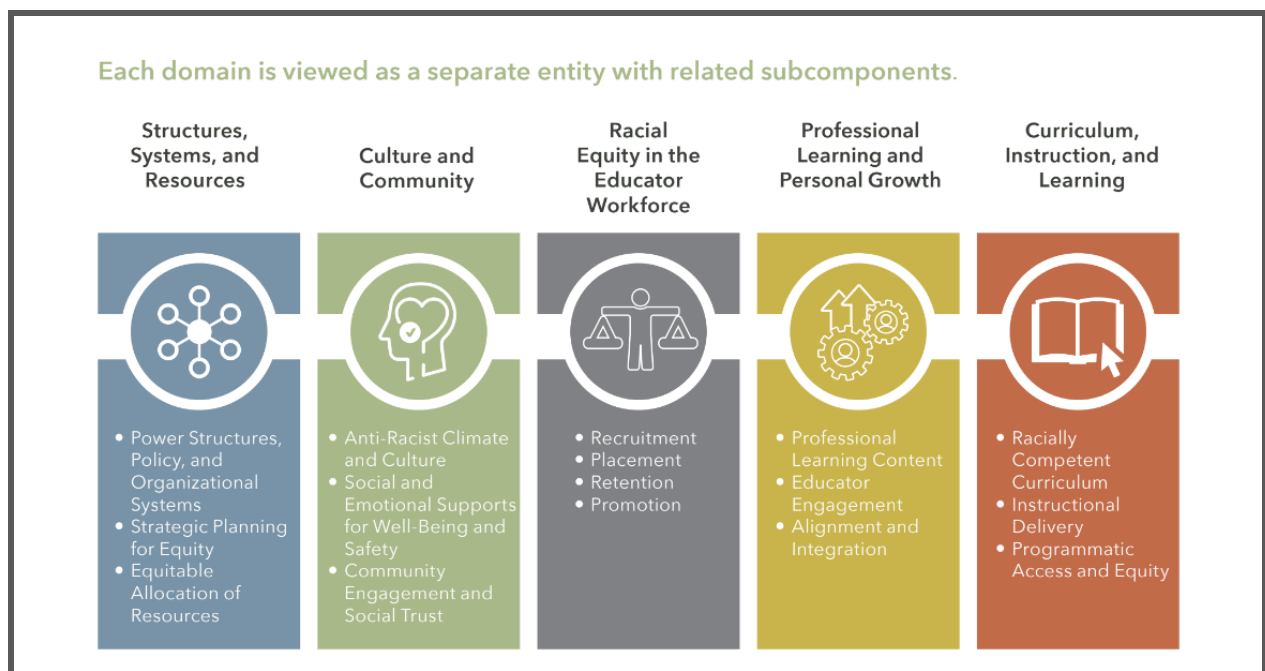 Each domain is viewed as a separate entity with related subcomponents.
Structures,
Systems, and
Resources
Culture and
Community
Racial
Equity in the
Educator
Workforce
Professional
Learning and
Personal Growth
Curriculum,
Instruction, and
Learning
• Power Structures,
Policy, and
Organizational
Systems
• Strategic Planning
for Equity
• Equitable
Allocation of
Resources
• Anti-Racist Climate
and Culture
• Social and
Emotional Supports
for Well-Being and
Safety
• Community
Engagement and
Social Trust
• Recruitment
• Placement
• Retention
• Promotion
• Professional
Learning Content
• Educator
Engagement
• Alignment and
Integration
• Racially
Competent
Curriculum
• Instructional
Delivery
• Programmatic
Access and Equity